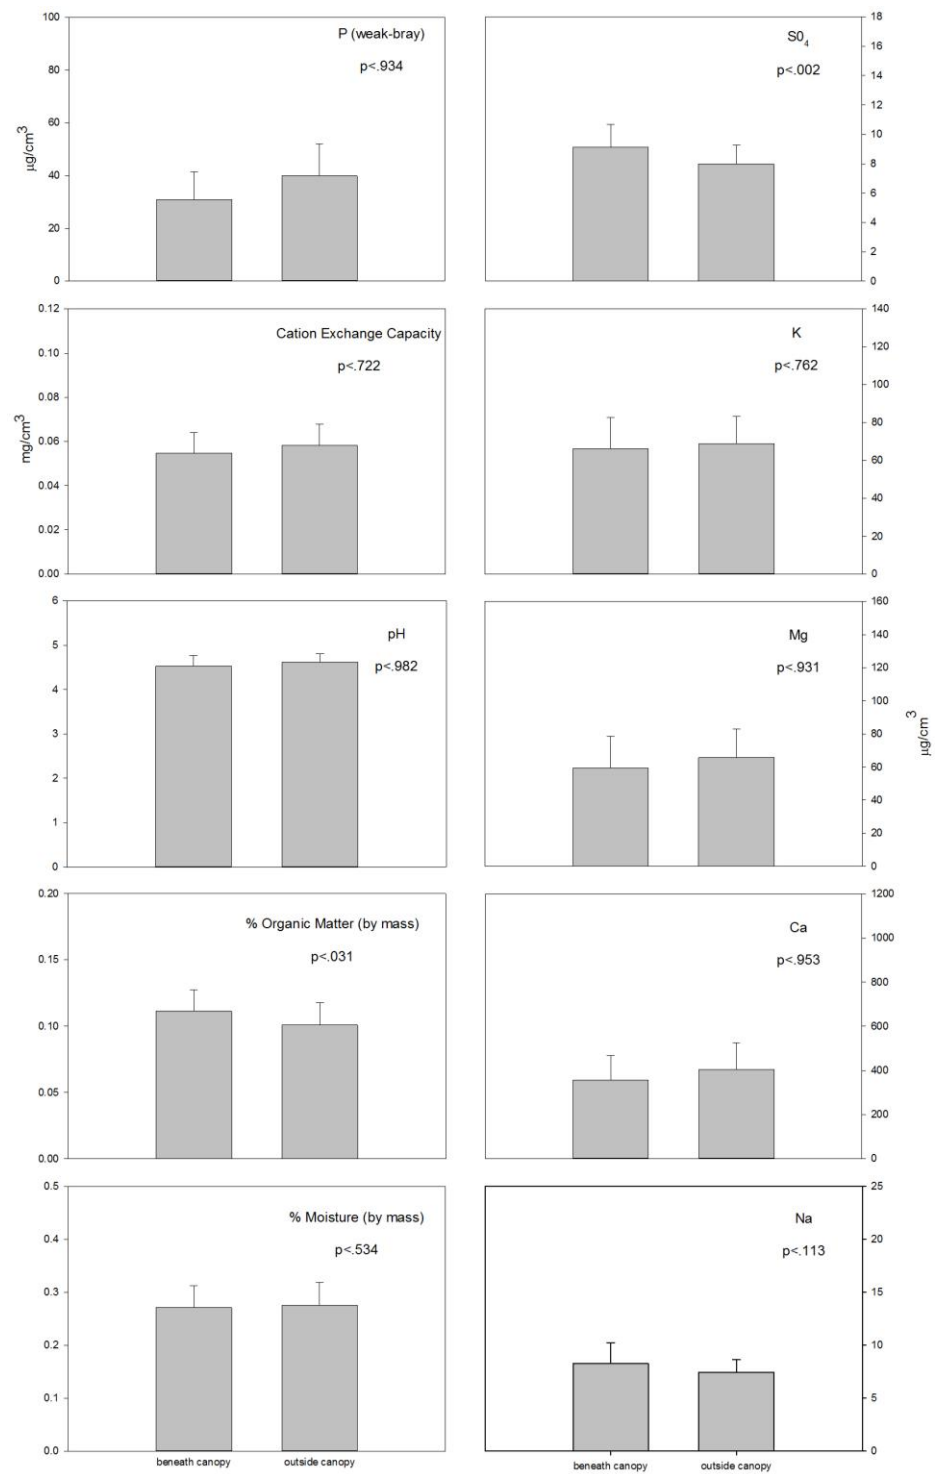 P (weak-bray)
p<.934
100
80
60
40
20
0
µg/cm3
S04
p<.002
18
16
14
12
10
8
6
4
2
0
Cation Exchange Capacity
p<.722
0.12
0.10
0.08
0.06
0.04
0.02
0.00
mg/cm3
K
p<.762
140
120
100
80
60
40
20
0
pH
p<.982
6
5
4
3
2
1
0
Mg
p<.931
160
140
120
100
80
60
40
20
0
µg/cm3
% Organic Matter (by mass)
p<.031
0.20
0.15
0.10
0.05
0.00
Ca
p<.953
1200
1000
800
600
400
200
0
% Moisture (by mass)
p<.534
0.5
0.4
0.3
0.2
0.1
0.0
beneath canopy outside canopy
Na
p<.113
25
20
15
10
5
0
beneath canopy outside canopy